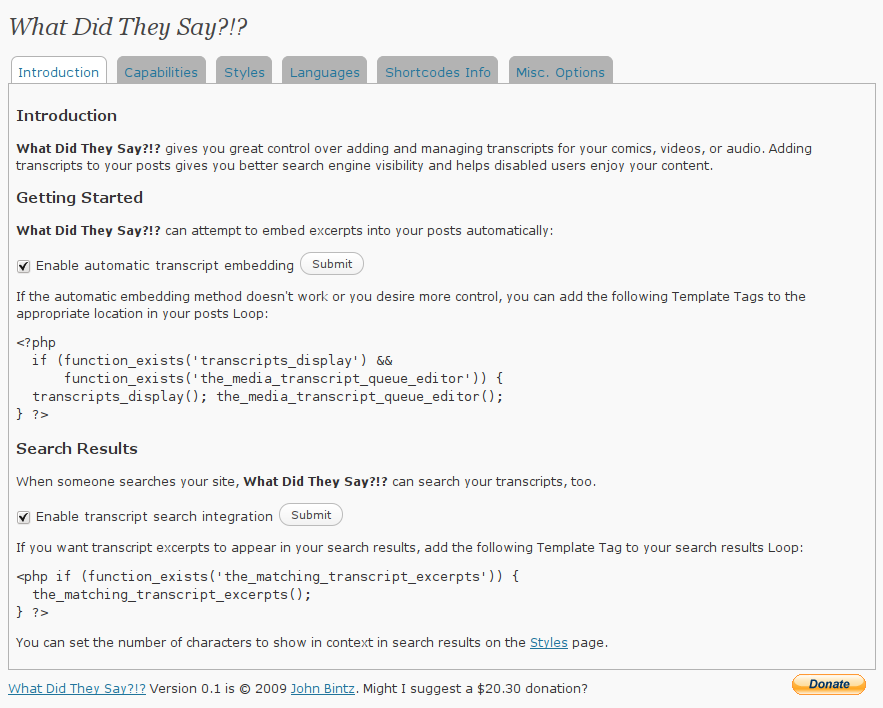 What Did They Say?!?
Introduction Capabilities Styles Languages Shortcodes Info Misc. Options
Introduction
What Did They Say?!? gives you great control over adding and managing transcripts for your comics, videos, or audio. Adding
transcripts to your posts gives you better search engine visibility and helps disabled users enjoy your content.
Getting Started
What Did They Say?!? can attempt to embed excerpts into your posts automatically:
Enable automatic transcript embedding Submit
If the automatic embedding method doesn't work or you desire more control, you can add the following Template Tags to the
appropriate location in your posts Loop:
<?php
  if (function_exists('transcripts_display') &&
      function_exists('the_media_transcript_queue_editor')) {
  transcripts_display(); the_media_transcript_queue_editor();
} ?>
Search Results
When someone searches your site, What Did They Say?!? can search your transcripts, too.
Enable transcript search integration Submit
If you want transcript excerpts to appear in your search results, add the following Template Tag to your search results Loop:
<php if (function_exists('the_matching_transcript_excerpts')) {
  the_matching_transcript_excerpts();
} ?>
You can set the number of characters to show in context in search results on the Styles page.
What Did They Say?!? Version 0.1 is © 2009 John Bintz. Might I suggest a $20.30 donation? Donate